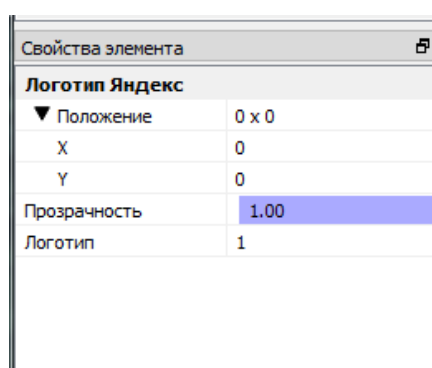 Свойства элемента
Логотип Яндекс
Положение 0 x 0
X 0
Y 0
Прозрачность 1.00
Логотип 1